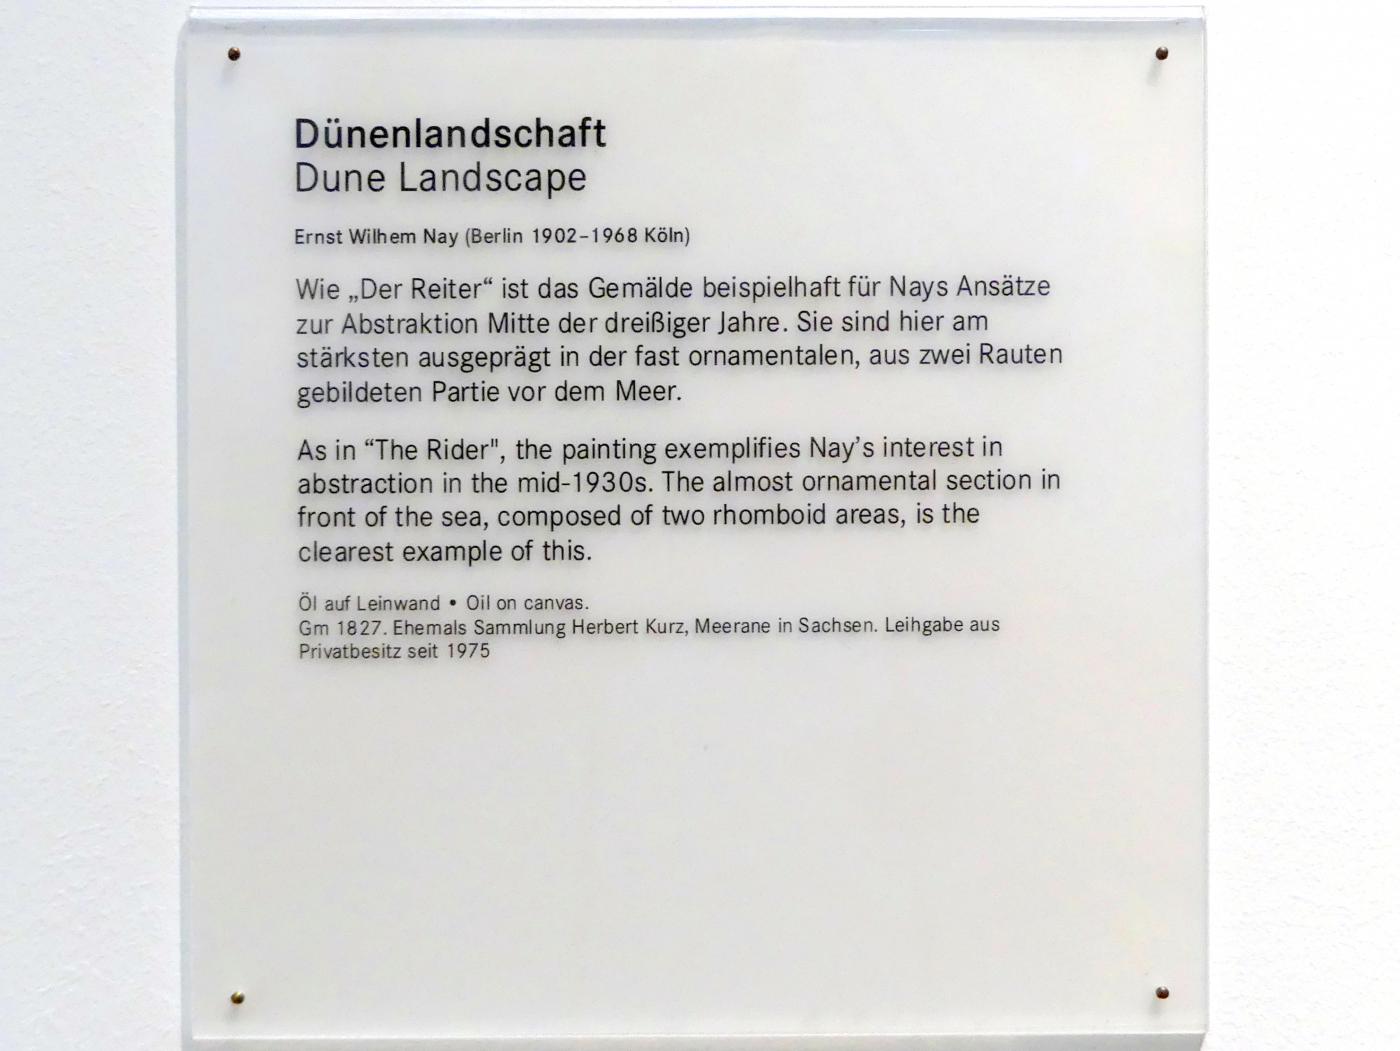 Dünenlandschaft
Dune Landscape
Ernst Wilhem Nay (Berlin 1902–1968 Köln)
Wie „Der Reiter“ ist das Gemälde beispielhaft für Nays Ansätze
zur Abstraktion Mitte der dreißiger Jahre. Sie sind hier am
stärksten ausgeprägt in der fast ornamentalen, aus zwei Rauten
gebildeten Partie vor dem Meer.
As in “The Rider", the painting exemplifies Nay’s interest in
abstraction in the mid-1930s. The almost ornamental section in
front of the sea, composed of two rhomboid areas, is the
clearest example of this.
Öl auf Leinwand • Oil on canvas.
Gm 1827. Ehemals Sammlung Herbert Kurz, Meerane in Sachsen. Leihgabe aus
Privatbesitz seit 1975